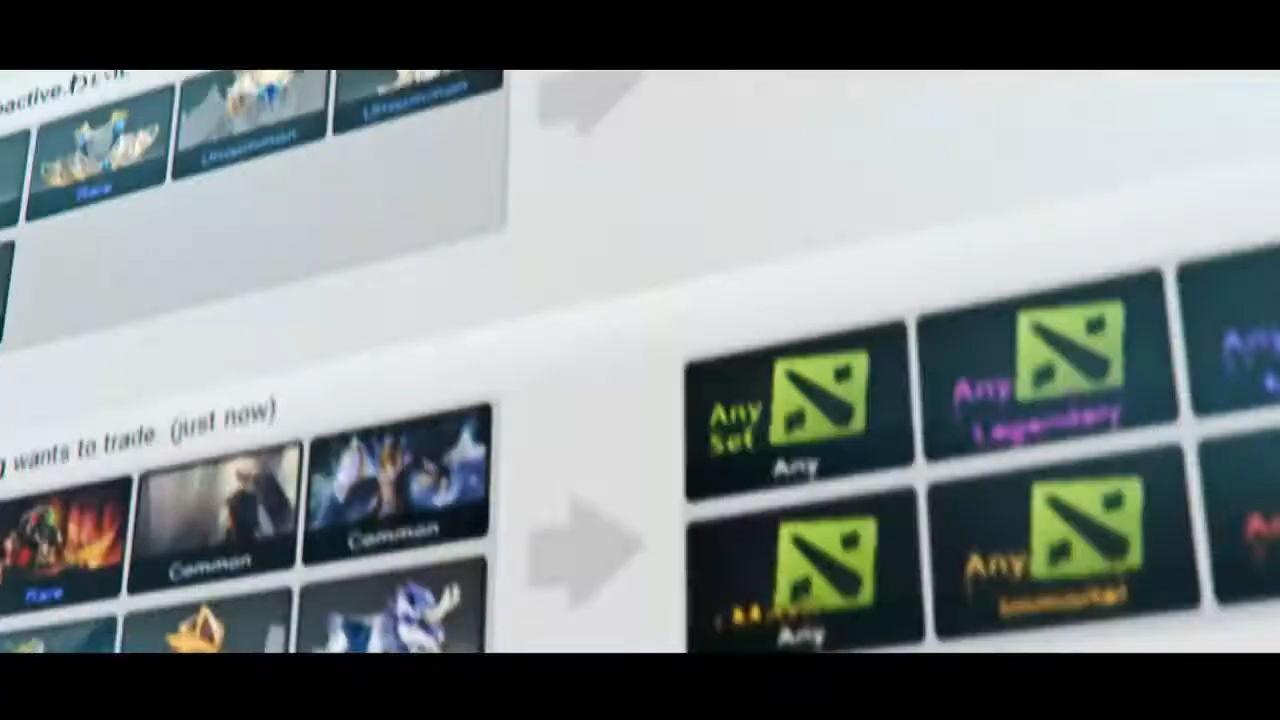 Rare
Uncommon
Uncommon
wants to trade. (just now)
Rare
Common
Common
Any
Set
Any
Any
Legendary
Any
Any
Immortal